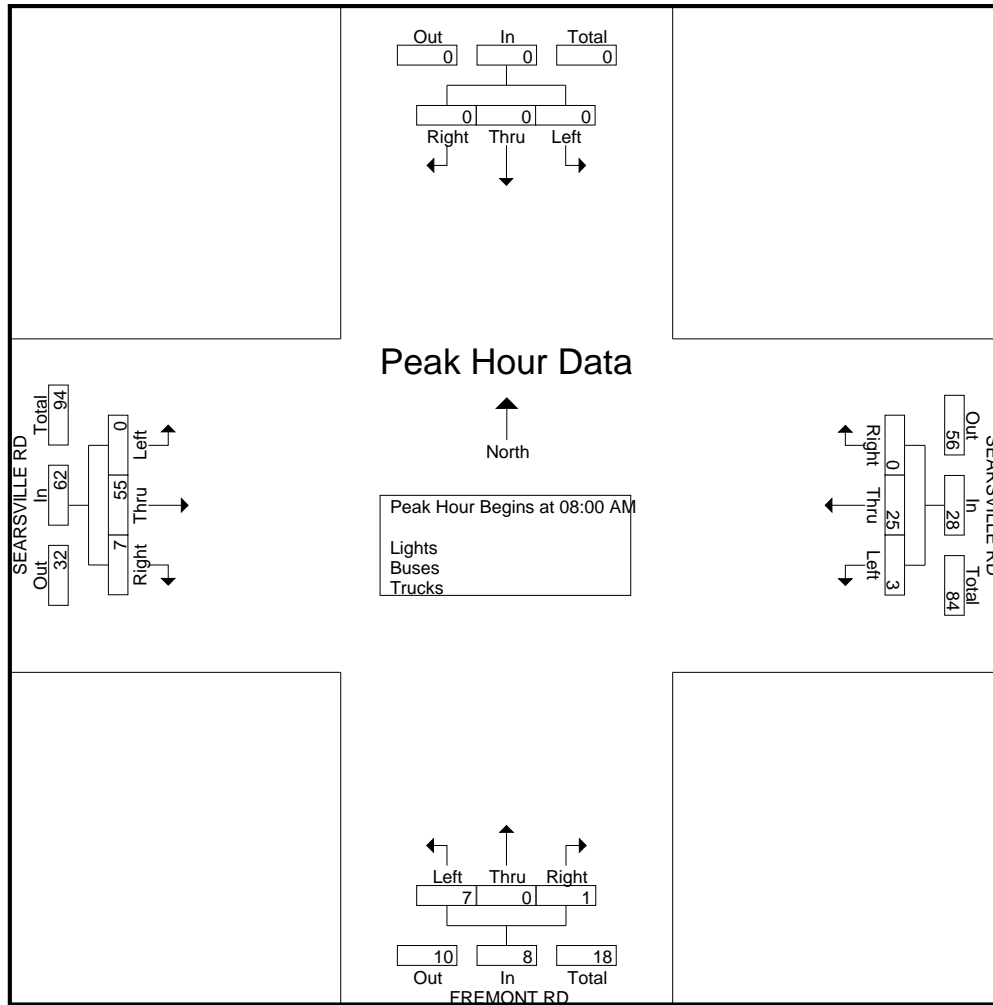 Out In Total
0 0 0
0 0 0
Right Thru Left
Peak Hour Data
North
Peak Hour Begins at 08:00 AM
Lights
Buses
Trucks
SEARSVILLE RD
Out In Total
32 62 94
7 55 0
Right Thru Left
Right Thru Left
0 25 3
56 28 84
Out In Total
SEARSVILLE RD
Left Thru Right
7 0 1
10 8 18
Out In Total
FREMONT RD